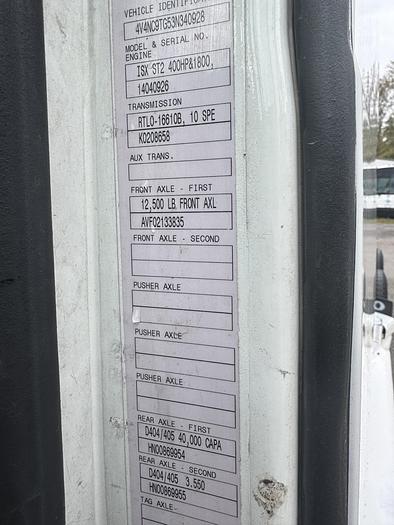 VEHICLE IDENTIFICA
4V4NC9TG53N340928
MODEL & SERIAL NO.
ENGINE
ISX ST2 400HP&1800,
14040926
TRANSMISSION
RTLO-16610B, 10 SPE
K0208658
AUX TRANS.
FRONT AXLE - FIRST
12,500 LB. FRONT AXL
AVF02133835
FRONT AXLE - SECOND
PUSHER AXLE
PUSHER AXLE
PUSHER AXLE
REAR AXLE - FIRST
D404/405 40,000 CAPA
HN00869954
REAR AXLE - SECOND
D404/405 3.550
HN00869955
TAG AXLE-